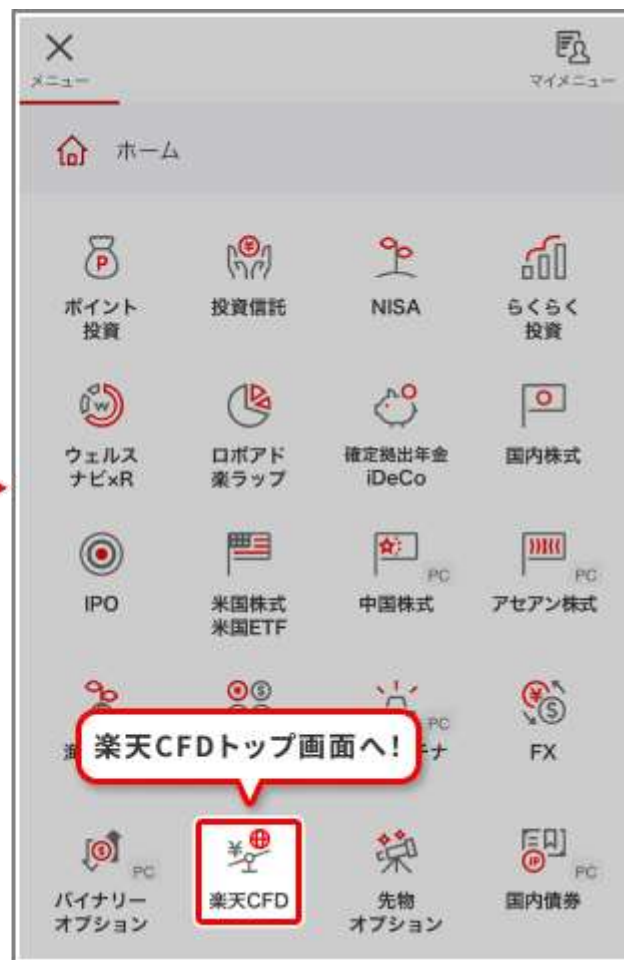 メニュー
マイメニュー
ホーム
ポイント
投資
投資信託
NISA
らくらく
投資
ウェルス
ナビ×R
ロボアド
楽ラップ
確定拠出年金
iDeCo
国内株式
IPO
米国株式
米国ETF
PC
中国株式
PC
アセアン株式
PC
楽天CFDトップ画面へ!
FX
PC
バイナリー
オプション
楽天CFD
先物
オプション
PC
国内債券